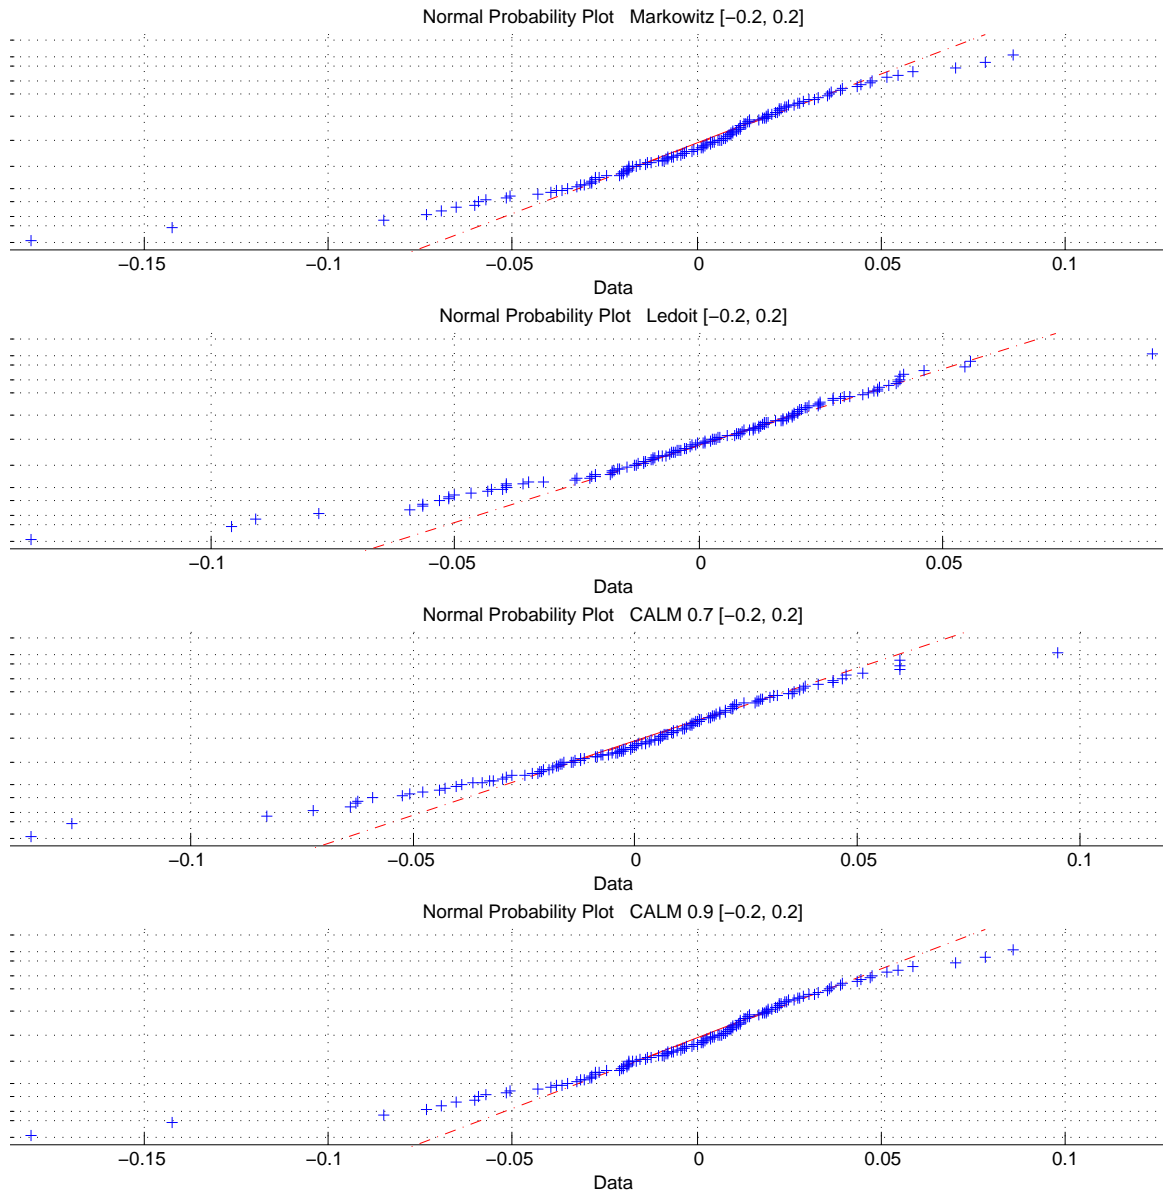 Normal Probability Plot Markowitz [−0.2, 0.2]
−0.15 −0.1 −0.05 0 0.05 0.1
Data
Normal Probability Plot Ledoit [−0.2, 0.2]
−0.1 −0.05 0 0.05
Data
Normal Probability Plot CALM 0.7 [−0.2, 0.2]
−0.1 −0.05 0 0.05 0.1
Data
Normal Probability Plot CALM 0.9 [−0.2, 0.2]
−0.15 −0.1 −0.05 0 0.05 0.1
Data